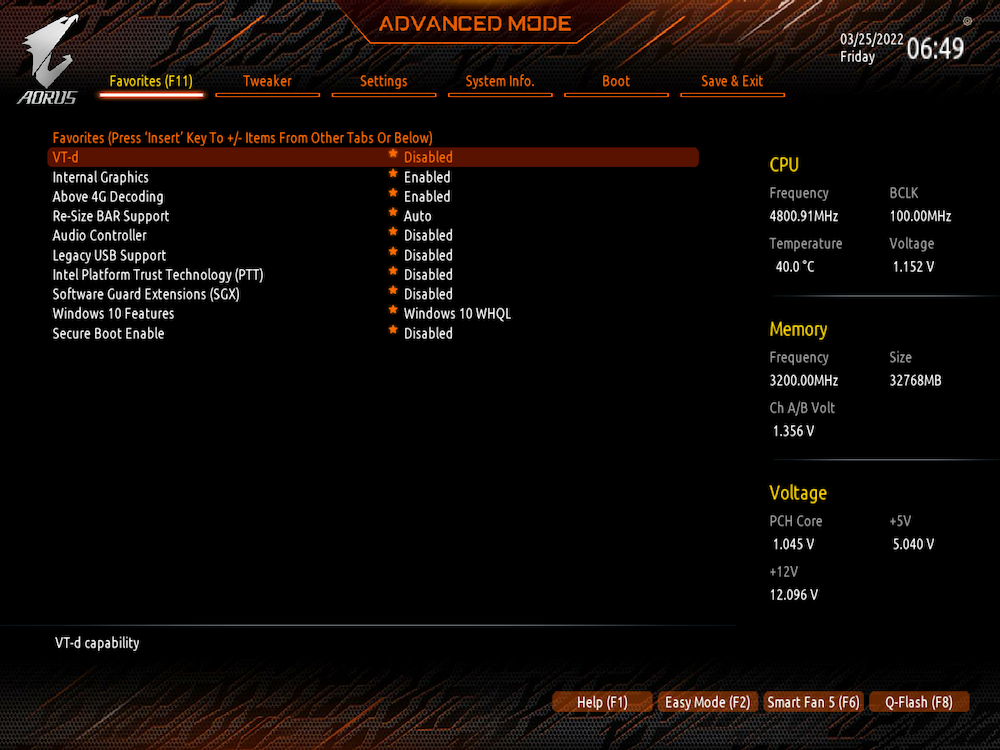 ADVANCED MODE
03/25/2022
Friday
06:49
AORUS
Favorites (F11) Tweaker Settings System Info. Boot Save & Exit
Favorites (Press ‘Insert’ Key To +/- Items From Other Tabs Or Below)
VT-d Disabled
Internal Graphics Enabled
Above 4G Decoding Enabled
Re-Size BAR Support Auto
Audio Controller Disabled
Legacy USB Support Disabled
Intel Platform Trust Technology (PTT) Disabled
Software Guard Extensions (SGX) Disabled
Windows 10 Features Windows 10 WHQL
Secure Boot Enable Disabled
CPU
Frequency BCLK
4800.91MHz 100.00MHz
Temperature Voltage
40.0 °C 1.152 V
Memory
Frequency Size
3200.00MHz 32768MB
Ch A/B Volt
1.356 V
Voltage
PCH Core +5V
1.045 V 5.040 V
+12V
12.096 V
VT-d capability
Help (F1) Easy Mode (F2) Smart Fan 5 (F6) Q-Flash (F8)